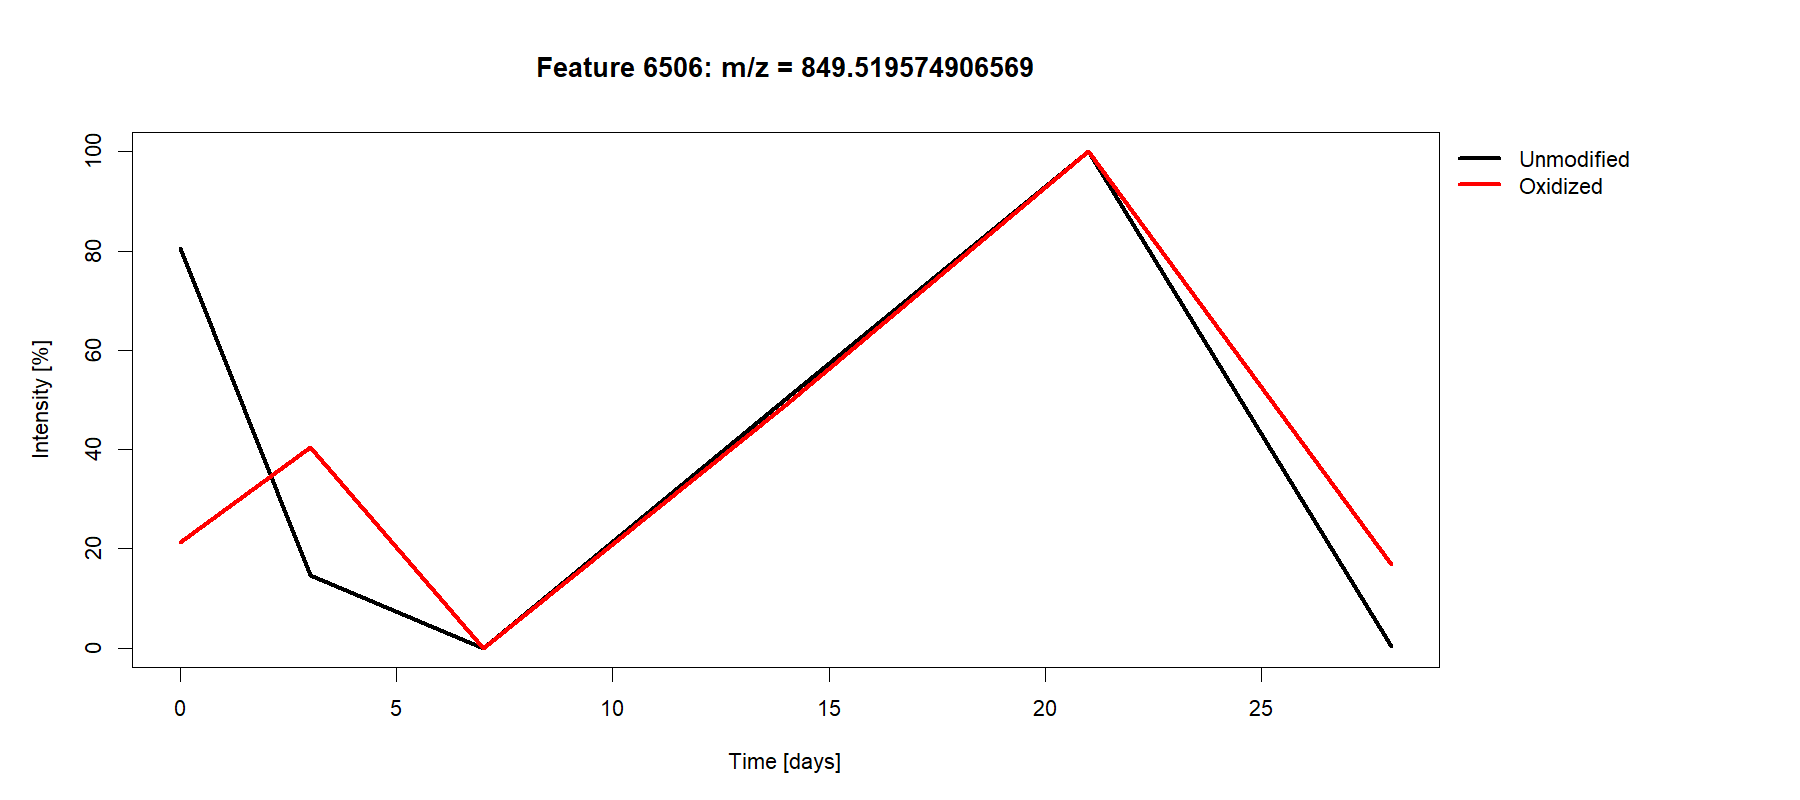 Feature 6506: m/z = 849.519574906569
Unmodified
Oxidized
Intensity [%]
100
80
60
40
20
0
0 5 10 15 20 25
Time [days]